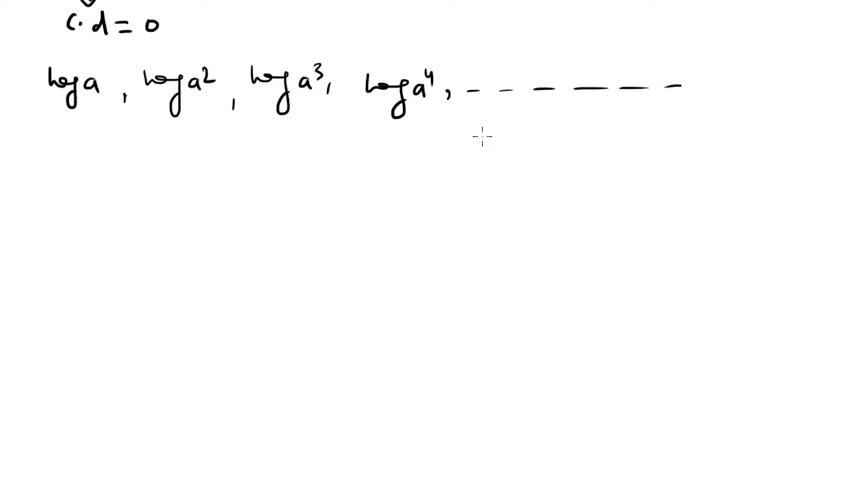 c.d = 0
log a, log a², log a³, log a⁴, - - - - - -